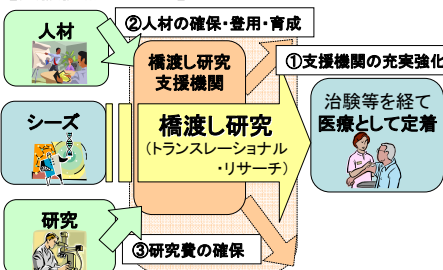 ②人材の確保・登用・育成
人材
橋渡し研究
支援機関
①支援機関の充実強化
シーズ
橋渡し研究
(トランスレーショナル
・リサーチ)
治験等を経て
医療として定着
研究
③研究費の確保